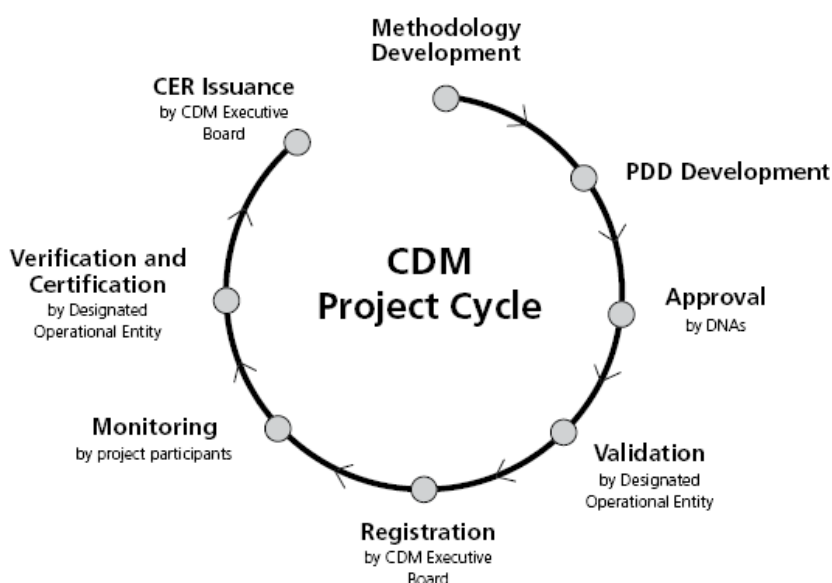 Methodology
Development
CER Issuance
by CDM Executive
Board
PDD Development
CDM
Project Cycle
Verification and
Certification
by Designated
Operational Entity
Approval
by DNAs
Monitoring
by project participants
Validation
by Designated
Operational Entity
Registration
by CDM Executive
Board